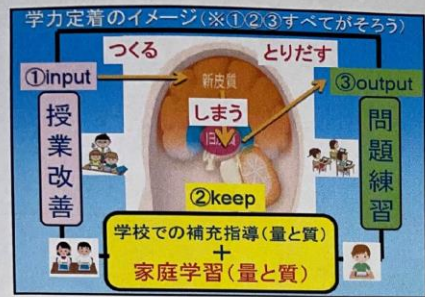 学力定着のイメージ(※①②③すべてがそろう)
つくる
とりだす
①input
新皮質
③output
しまう
授業改善
問題練習
②keep
学校での補充指導(量と質)
+
家庭学習(量と質)